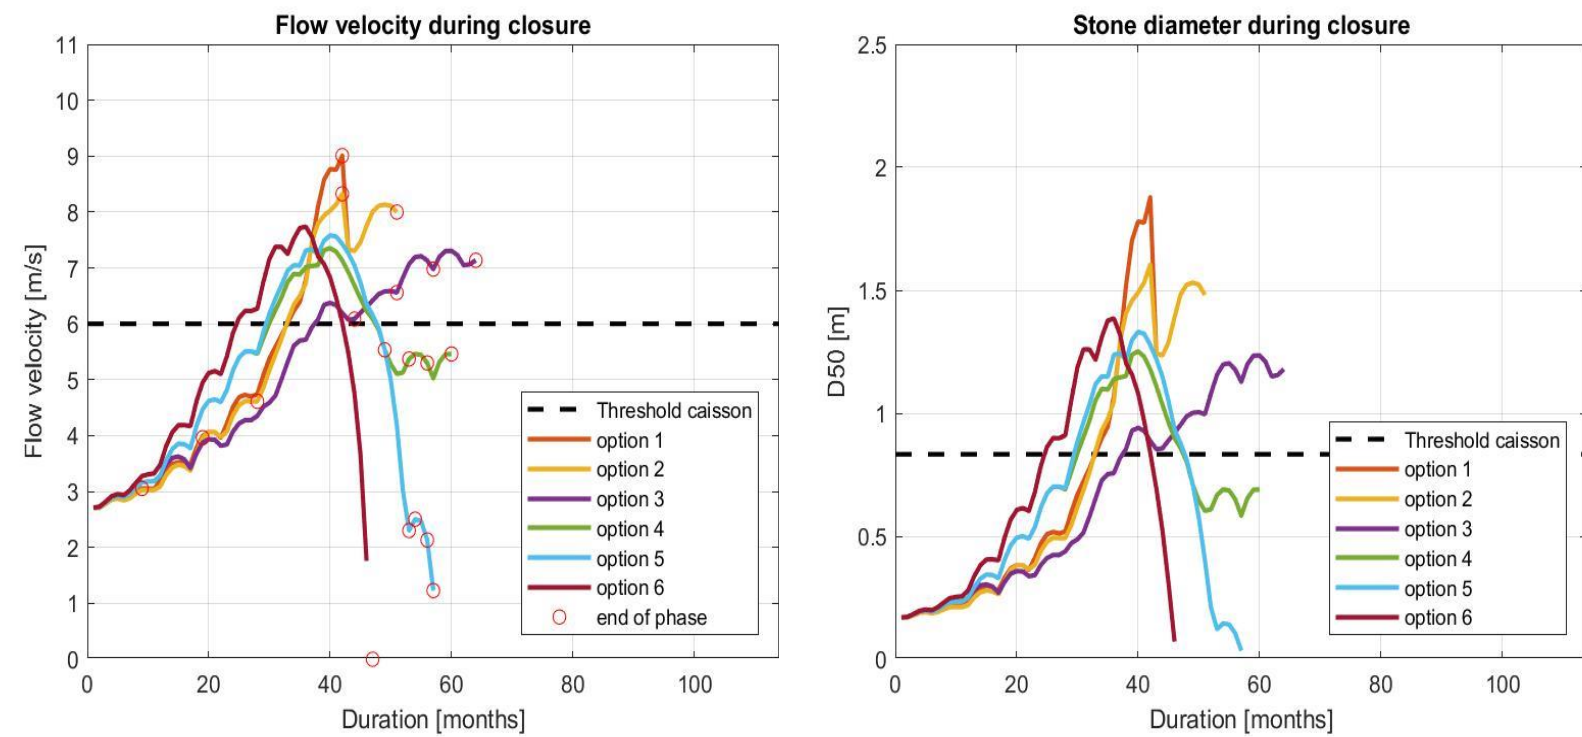 Flow velocity during closure
11
10
9
8
7
6
5
4
3
2
1
0
Flow velocity [m/s]
0 20 40 60 80 100
Duration [months]
Threshold caisson
option 1
option 2
option 3
option 4
option 5
option 6
end of phase
Stone diameter during closure
2.5
2
1.5
1
0.5
0
D50 [m]
0 20 40 60 80 100
Duration [months]
Threshold caisson
option 1
option 2
option 3
option 4
option 5
option 6